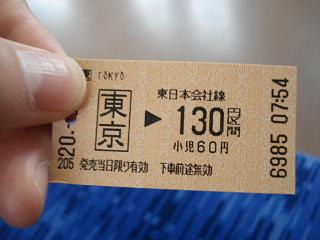 TOKYO
東京 ▶ 東日本会社線
130円区間
小児60円
20.-
205 発売当日限り有効 下車前途無効
6985 07:54